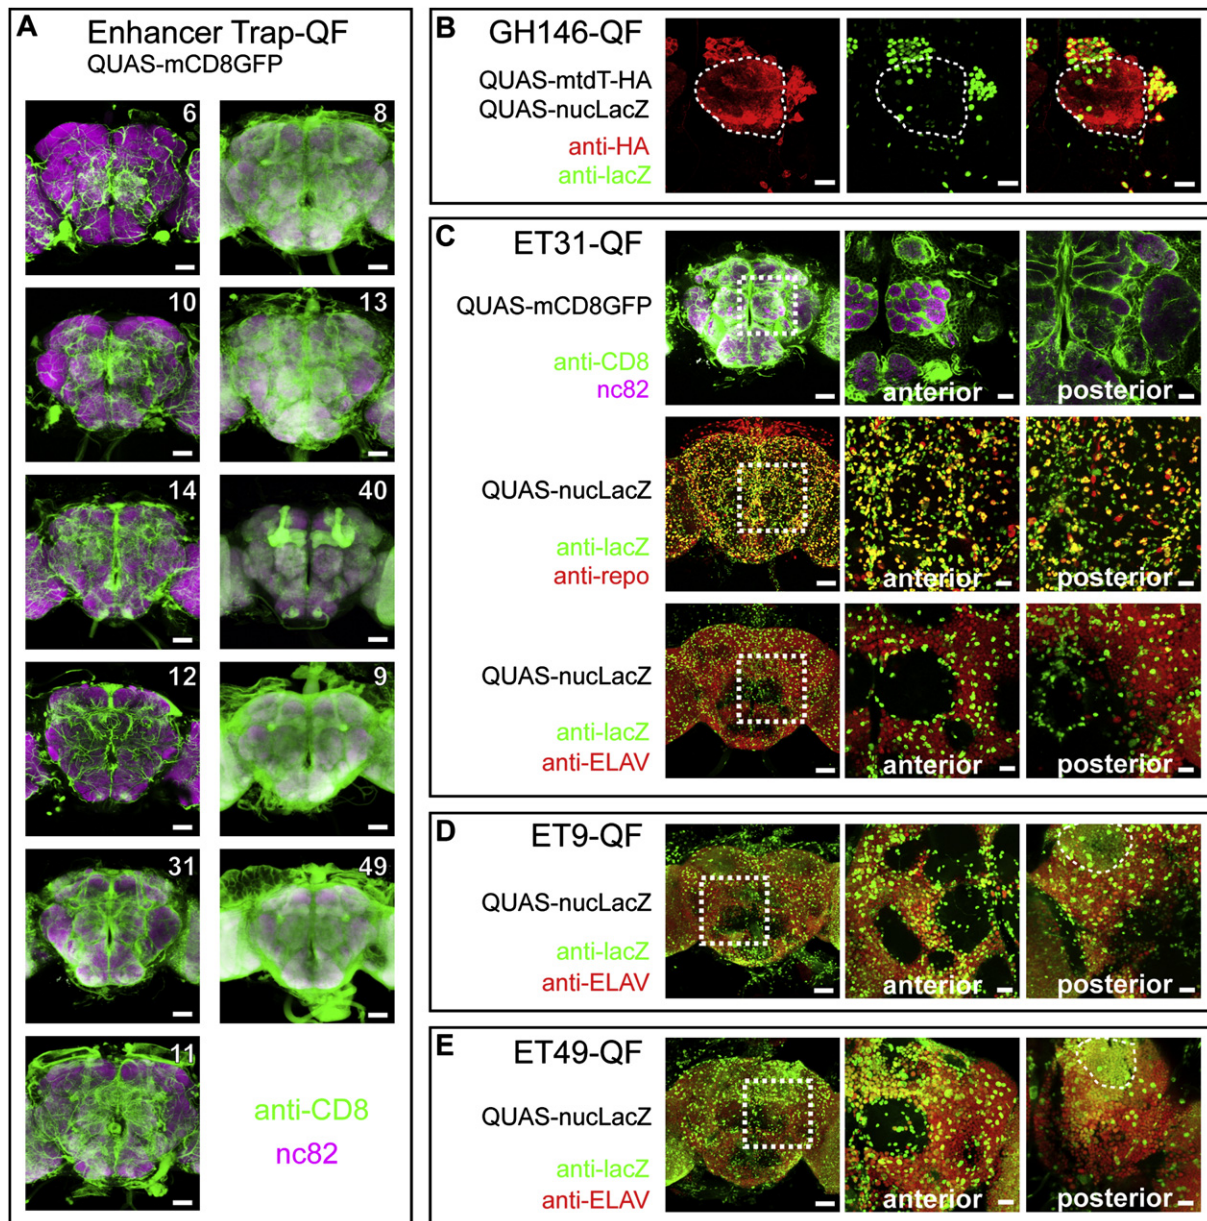 A
Enhancer Trap-QF
QUAS-mCD8GFP
6
8
10
13
14
40
12
9
31
49
11
anti-CD8
nc82
B
GH146-QF
QUAS-mtdT-HA
QUAS-nucLacZ
anti-HA
anti-lacZ
C
ET31-QF
QUAS-mCD8GFP
anti-CD8
nc82
anterior
posterior
QUAS-nucLacZ
anti-lacZ
anti-repo
anterior
posterior
QUAS-nucLacZ
anti-lacZ
anti-ELAV
anterior
posterior
D
ET9-QF
QUAS-nucLacZ
anti-lacZ
anti-ELAV
anterior
posterior
E
ET49-QF
QUAS-nucLacZ
anti-lacZ
anti-ELAV
anterior
posterior